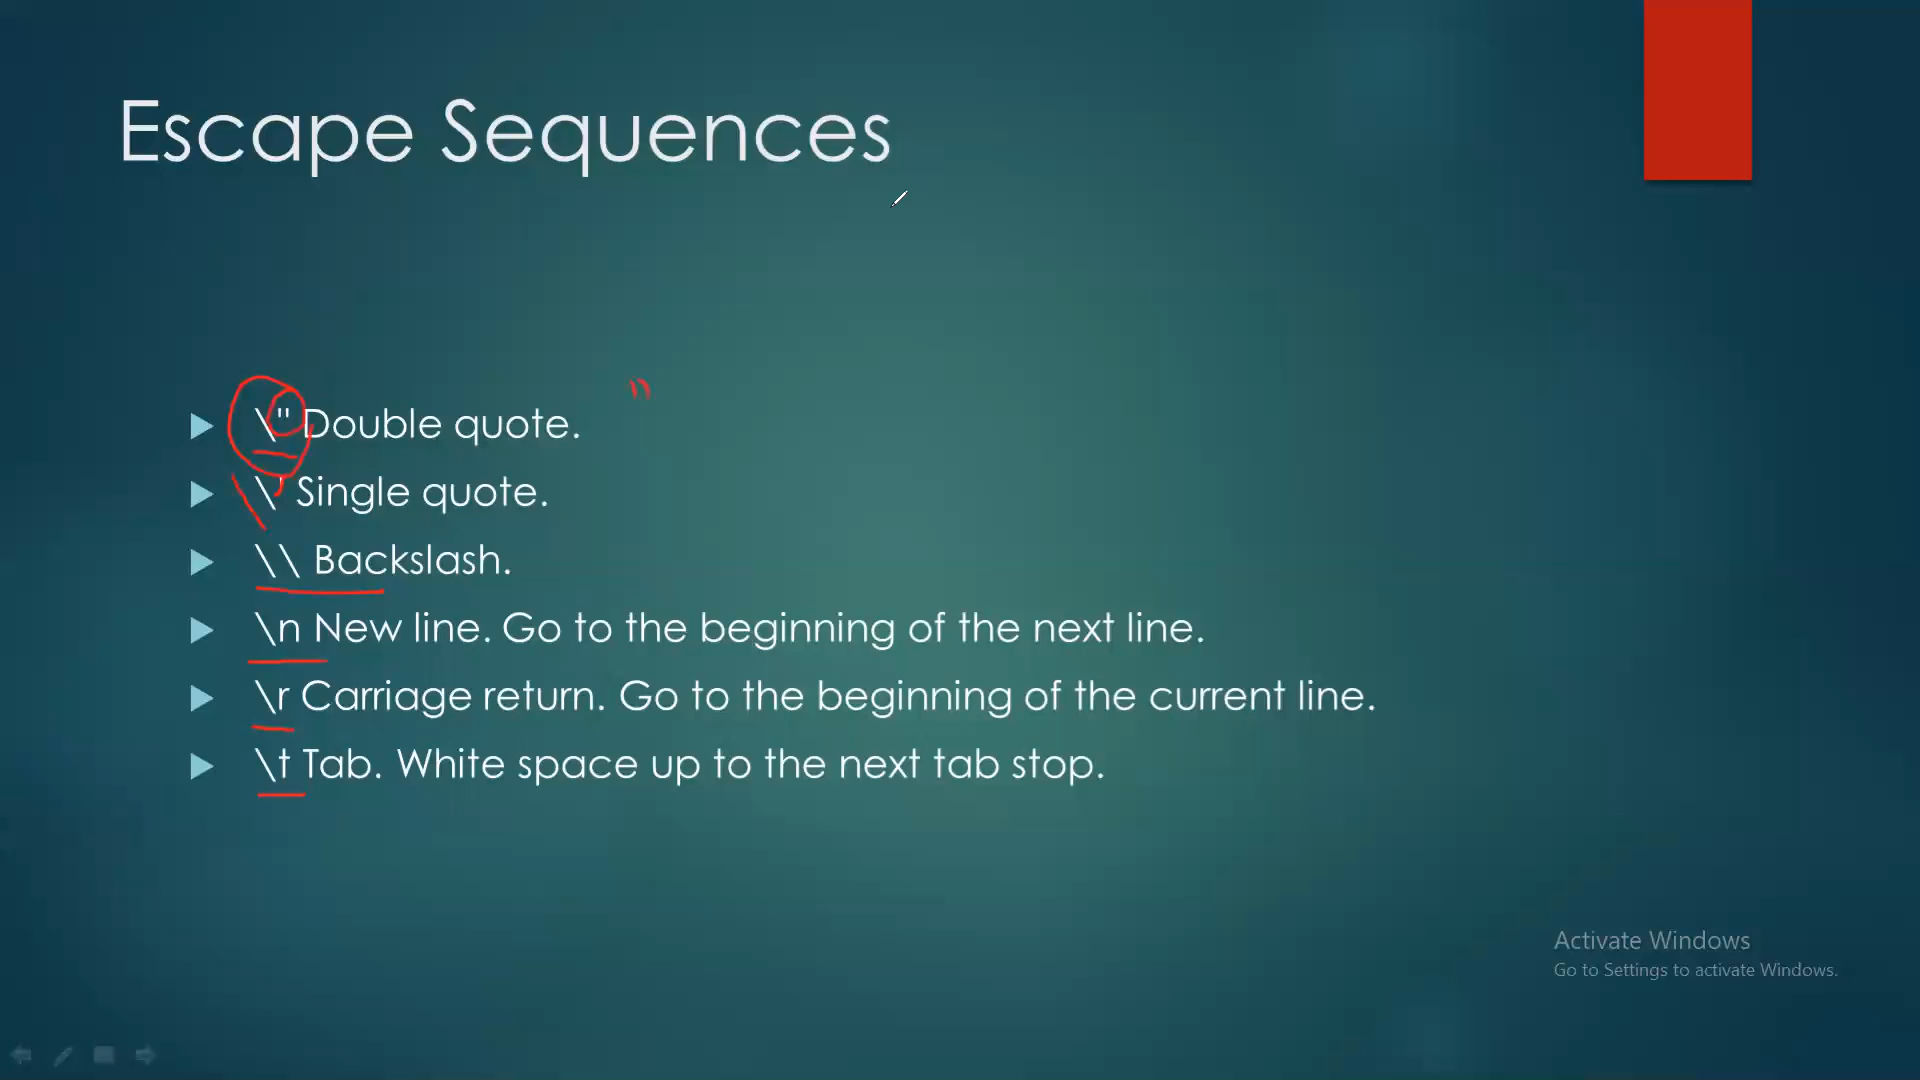 Escape Sequences
"
\" Double quote.
\' Single quote.
\\ Backslash.
\n New line. Go to the beginning of the next line.
\r Carriage return. Go to the beginning of the current line.
\t Tab. White space up to the next tab stop.
Activate Windows
Go to Settings to activate Windows.